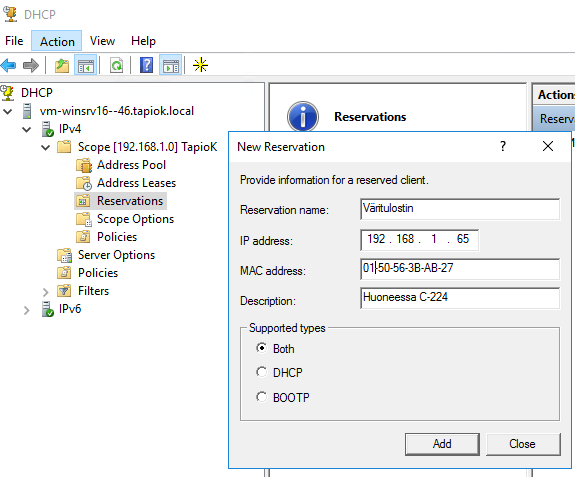 DHCP
File Action View Help
DHCP
vm-winsrv16--46.tapiok.local
IPv4
Scope [192.168.1.0] TapioK
Address Pool
Address Leases
Reservations
Scope Options
Policies
Server Options
Policies
Filters
IPv6
Reservations
Actions
Reserva
New Reservation
Provide information for a reserved client.
Reservation name: Väritulostin
IP address: 192 . 168 . 1 . 65
MAC address: 01-50-56-3B-AB-27
Description: Huoneessa C-224
Supported types
Both
DHCP
BOOTP
Add Close